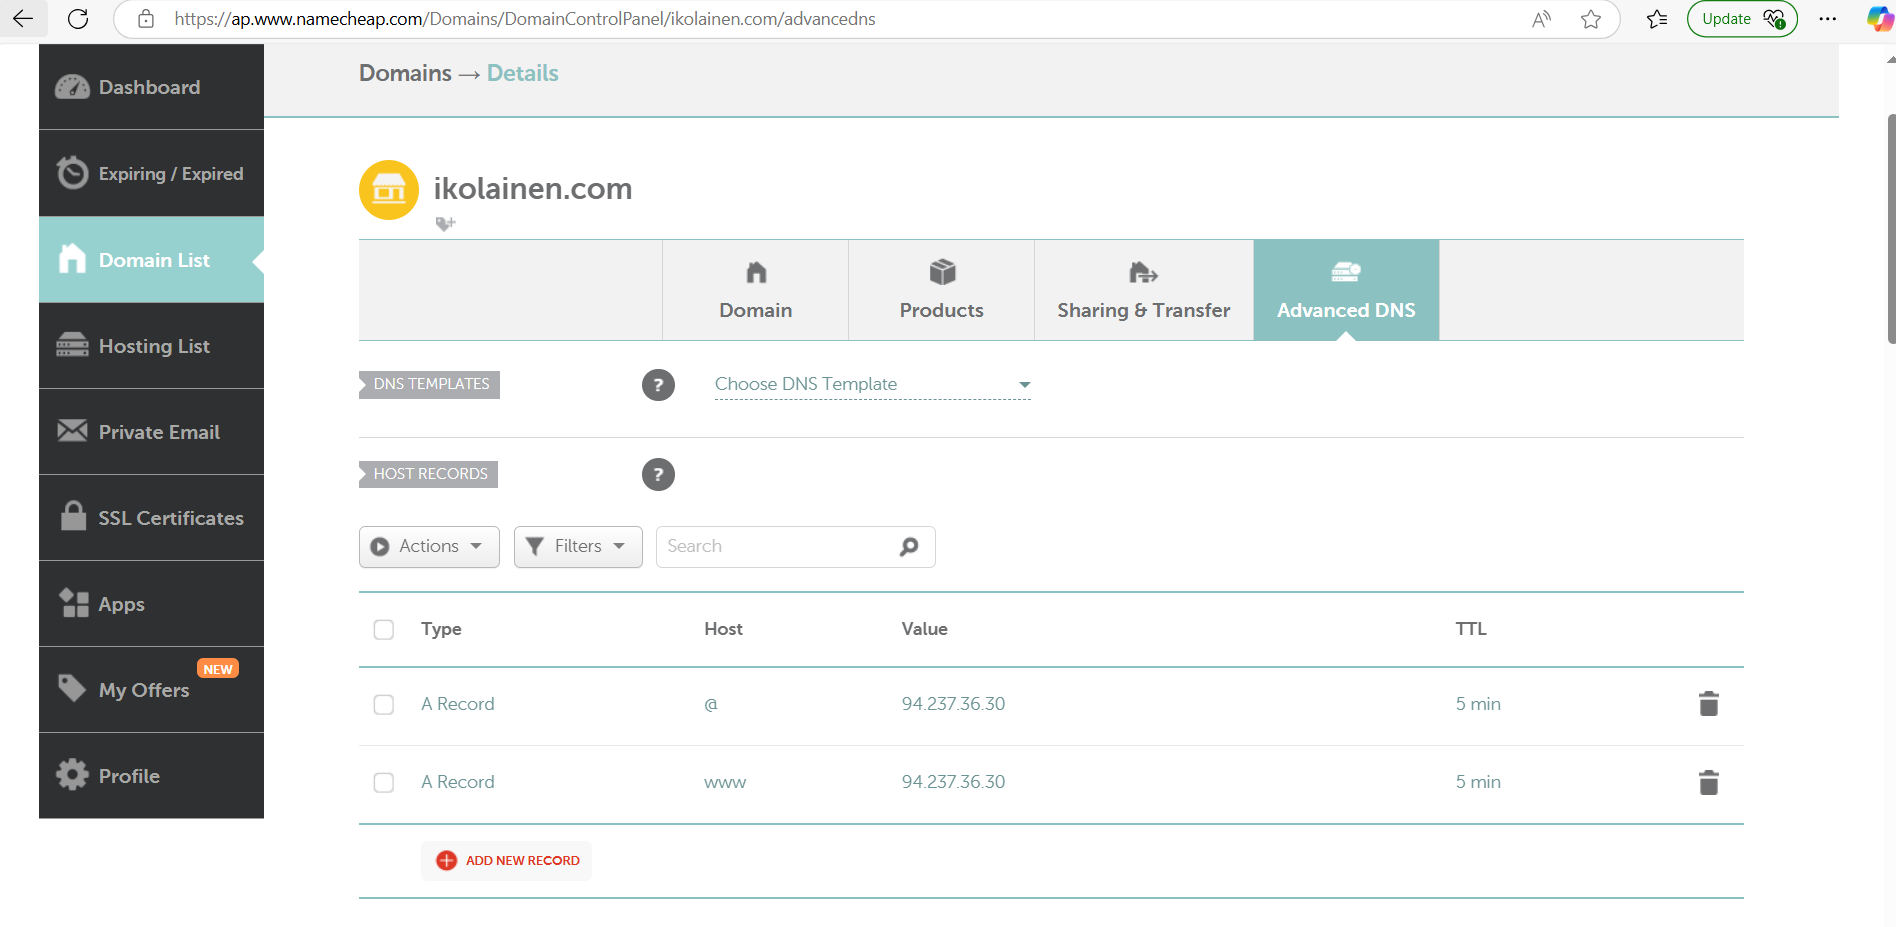 https://ap.www.namecheap.com/Domains/DomainControlPanel/ikolainen.com/advancedns
Update
Dashboard
Expiring / Expired
Domain List
Hosting List
Private Email
SSL Certificates
Apps
NEW
My Offers
Profile
Domains → Details
ikolainen.com
Domain
Products
Sharing & Transfer
Advanced DNS
DNS TEMPLATES
?
Choose DNS Template
HOST RECORDS
?
Actions
Filters
Search
Type Host Value TTL
A Record @ 94.237.36.30 5 min
A Record www 94.237.36.30 5 min
ADD NEW RECORD